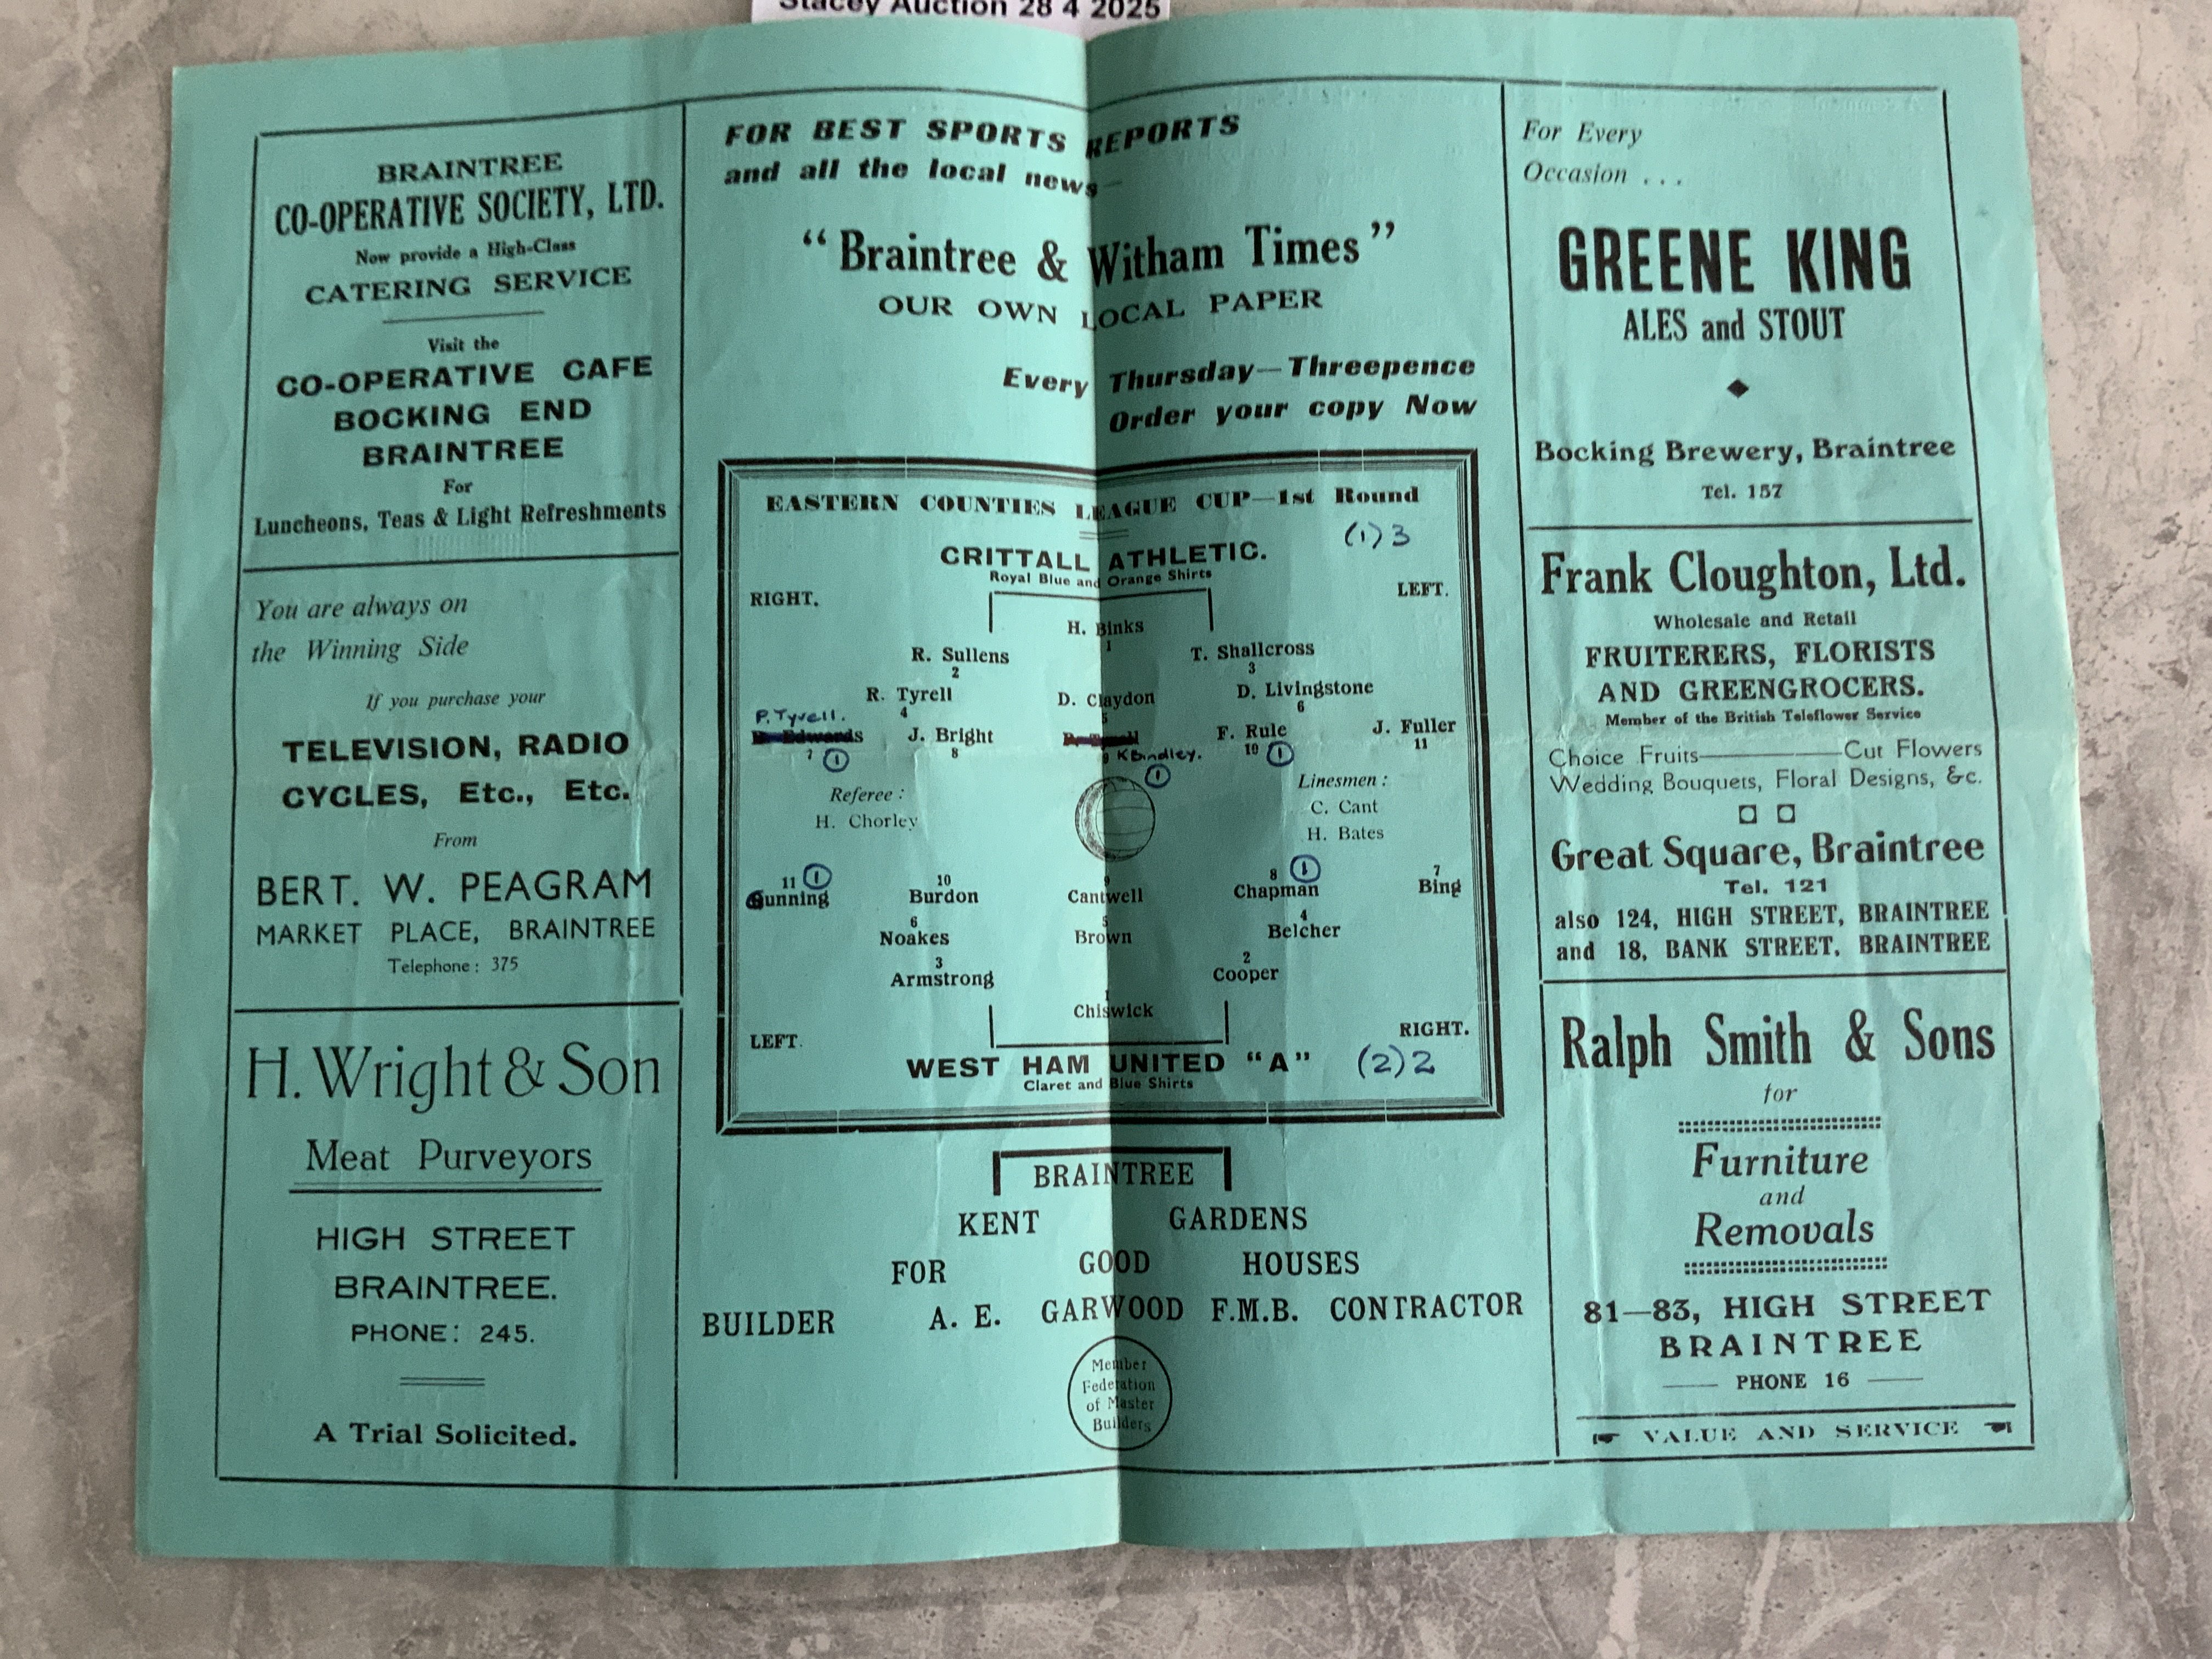 Stacey Auction 28 4 2025
BRAINTREE
CO-OPERATIVE SOCIETY, LTD.
Now provide a High-Class
CATERING SERVICE
Visit the
CO-OPERATIVE CAFE
BOCKING END
BRAINTREE
For
Luncheons, Teas & Light Refreshments
You are always on
the Winning Side
If you purchase your
TELEVISION, RADIO
CYCLES, Etc., Etc.
From
BERT. W. PEAGRAM
MARKET PLACE, BRAINTREE
Telephone: 375
H. Wright & Son
Meat Purveyors
HIGH STREET
BRAINTREE.
PHONE: 245.
A Trial Solicited.
FOR BEST SPORTS REPORTS
and all the local news—
"Braintree & Witham Times"
OUR OWN LOCAL PAPER
Every Thursday—Threepence
Order your copy Now
EASTERN COUNTIES LEAGUE CUP—1st Round
(1) 3
CRITTALL ATHLETIC.
Royal Blue and Orange Shirts
RIGHT. LEFT.
H. Binks
1
R. Sullens T. Shallcross
2 3
R. Tyrell D. Claydon D. Livingstone
4 5 6
P. Tyrell.
Edwards J. Bright F. Rule J. Fuller
7 (1) 8 9 K Bindley. (1) 10 (1) 11
Referee: Linesmen:
H. Chorley C. Cant
H. Bates
11 (1) 10 9 8 (1) 7
Gunning Burdon Cantwell Chapman Bing
6 5 4
Noakes Brown Belcher
3 2
Armstrong Cooper
1
Chiswick
LEFT. RIGHT.
WEST HAM UNITED "A" (2) 2
Claret and Blue Shirts
BRAINTREE
KENT GARDENS
FOR GOOD HOUSES
BUILDER A. E. GARWOOD F.M.B. CONTRACTOR
Member
Federation
of Master
Builders
For Every
Occasion . . .
GREENE KING
ALES and STOUT
Bocking Brewery, Braintree
Tel. 157
Frank Cloughton, Ltd.
Wholesale and Retail
FRUITERERS, FLORISTS
AND GREENGROCERS.
Member of the British Teleflower Service
Choice Fruits———Cut Flowers
Wedding Bouquets, Floral Designs, &c.
Great Square, Braintree
Tel. 121
also 124, HIGH STREET, BRAINTREE
and 18, BANK STREET, BRAINTREE
Ralph Smith & Sons
for
Furniture
and
Removals
81—83, HIGH STREET
BRAINTREE
PHONE 16
VALUE AND SERVICE